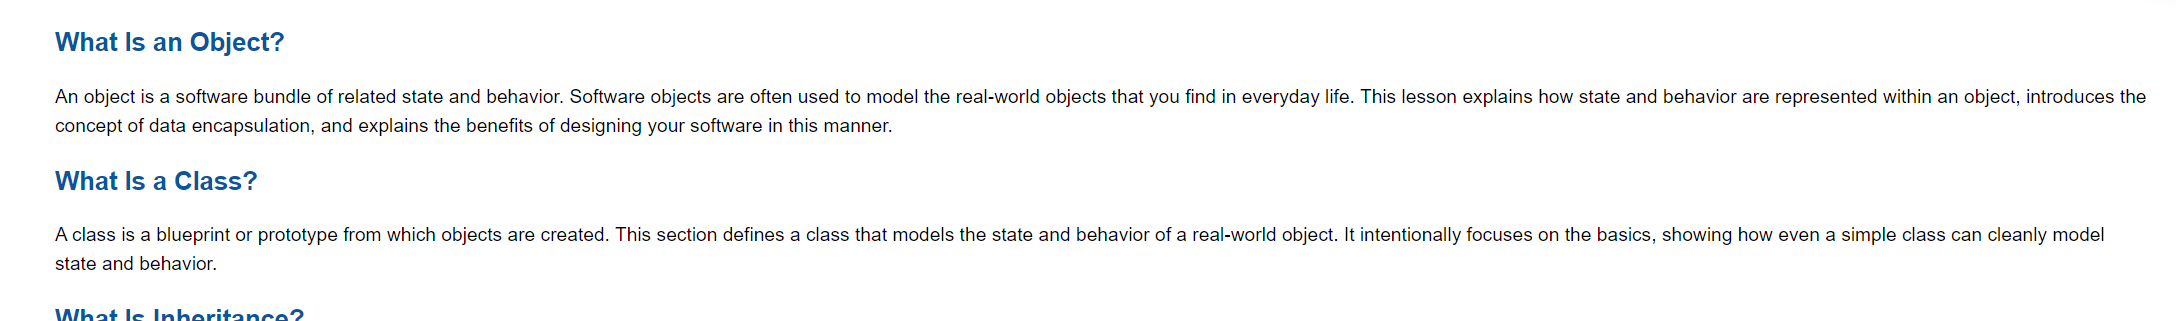 What Is an Object?
An object is a software bundle of related state and behavior. Software objects are often used to model the real-world objects that you find in everyday life. This lesson explains how state and behavior are represented within an object, introduces the
concept of data encapsulation, and explains the benefits of designing your software in this manner.
What Is a Class?
A class is a blueprint or prototype from which objects are created. This section defines a class that models the state and behavior of a real-world object. It intentionally focuses on the basics, showing how even a simple class can cleanly model
state and behavior.
What Is Inheritance?